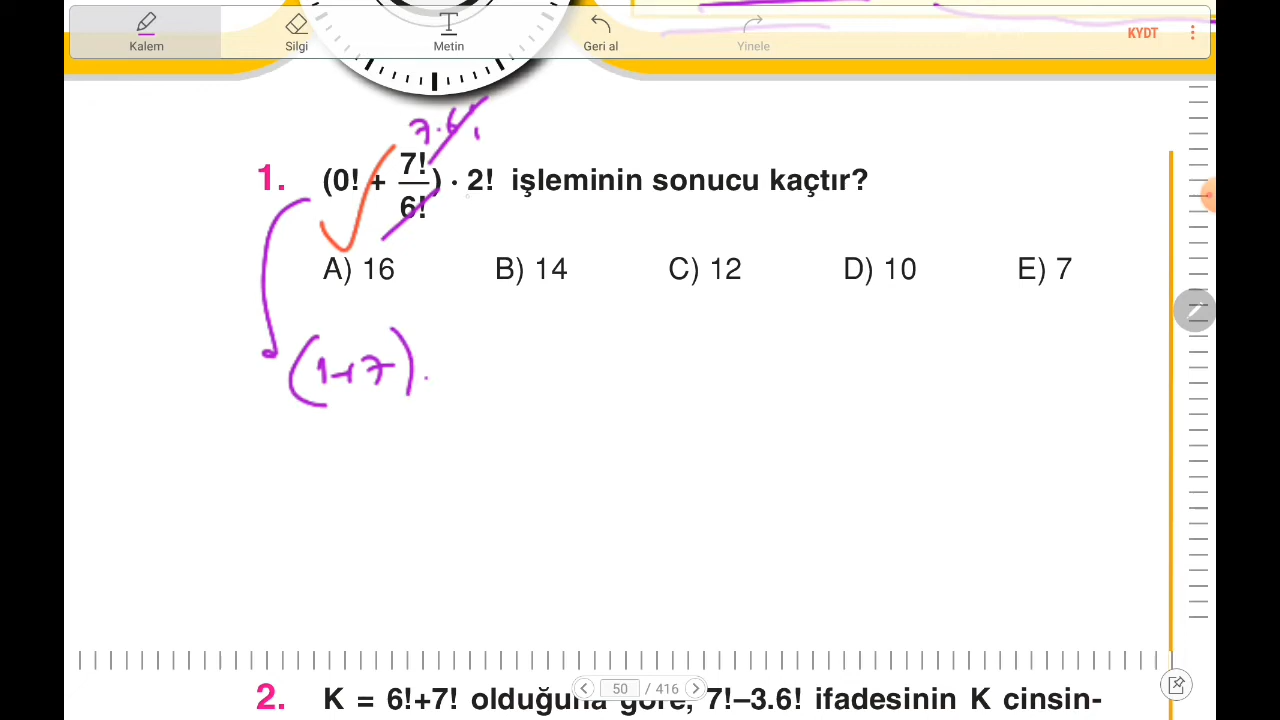 Kalem
Silgi
Metin
Geri al
Yinele
KYDT
7.6!
1. (0! + 7!/6!) · 2! işleminin sonucu kaçtır?
A) 16 B) 14 C) 12 D) 10 E) 7
(1+7).
50 / 416
2. K = 6!+7! olduğuna göre, 7!–3.6! ifadesinin K cinsin-